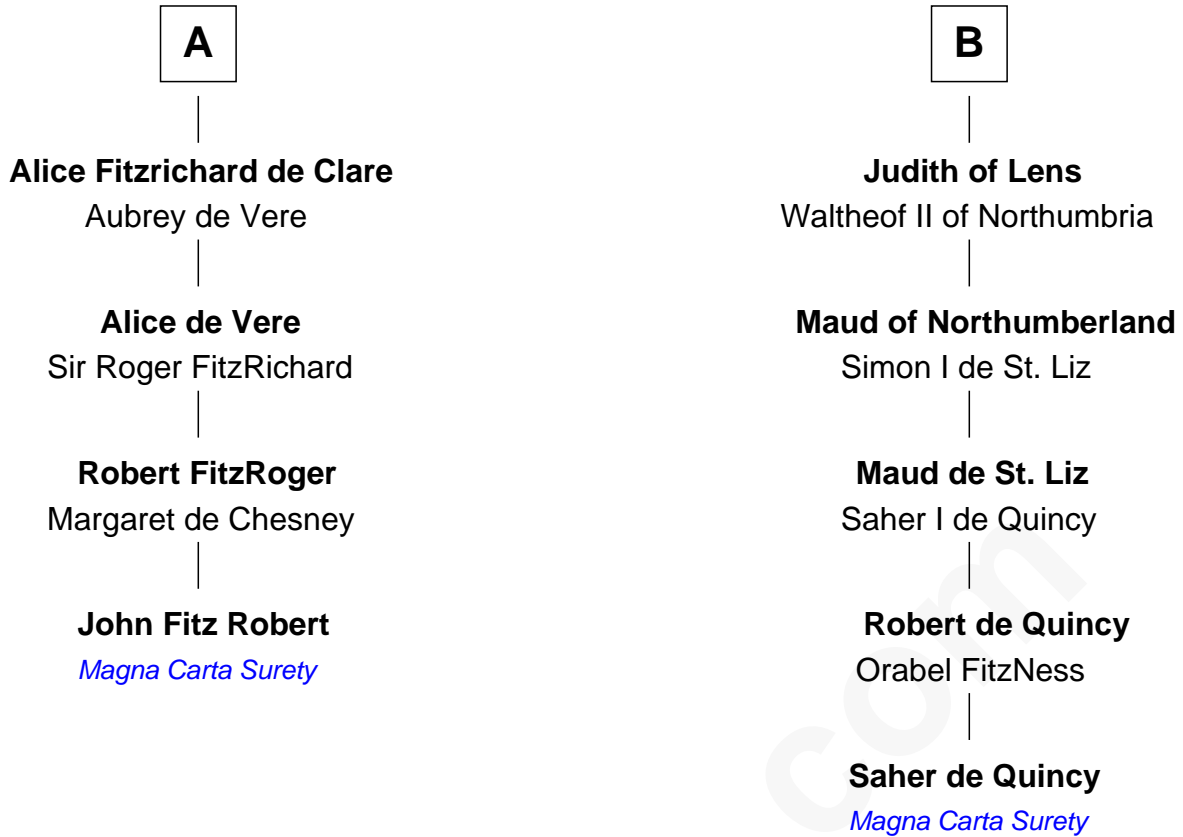 A
Alice Fitzrichard de Clare
Aubrey de Vere
Alice de Vere
Sir Roger FitzRichard
Robert FitzRoger
Margaret de Chesney
John Fitz Robert
Magna Carta Surety
B
Judith of Lens
Waltheof II of Northumbria
Maud of Northumberland
Simon I de St. Liz
Maud de St. Liz
Saher I de Quincy
Robert de Quincy
Orabel FitzNess
Saher de Quincy
Magna Carta Surety
com